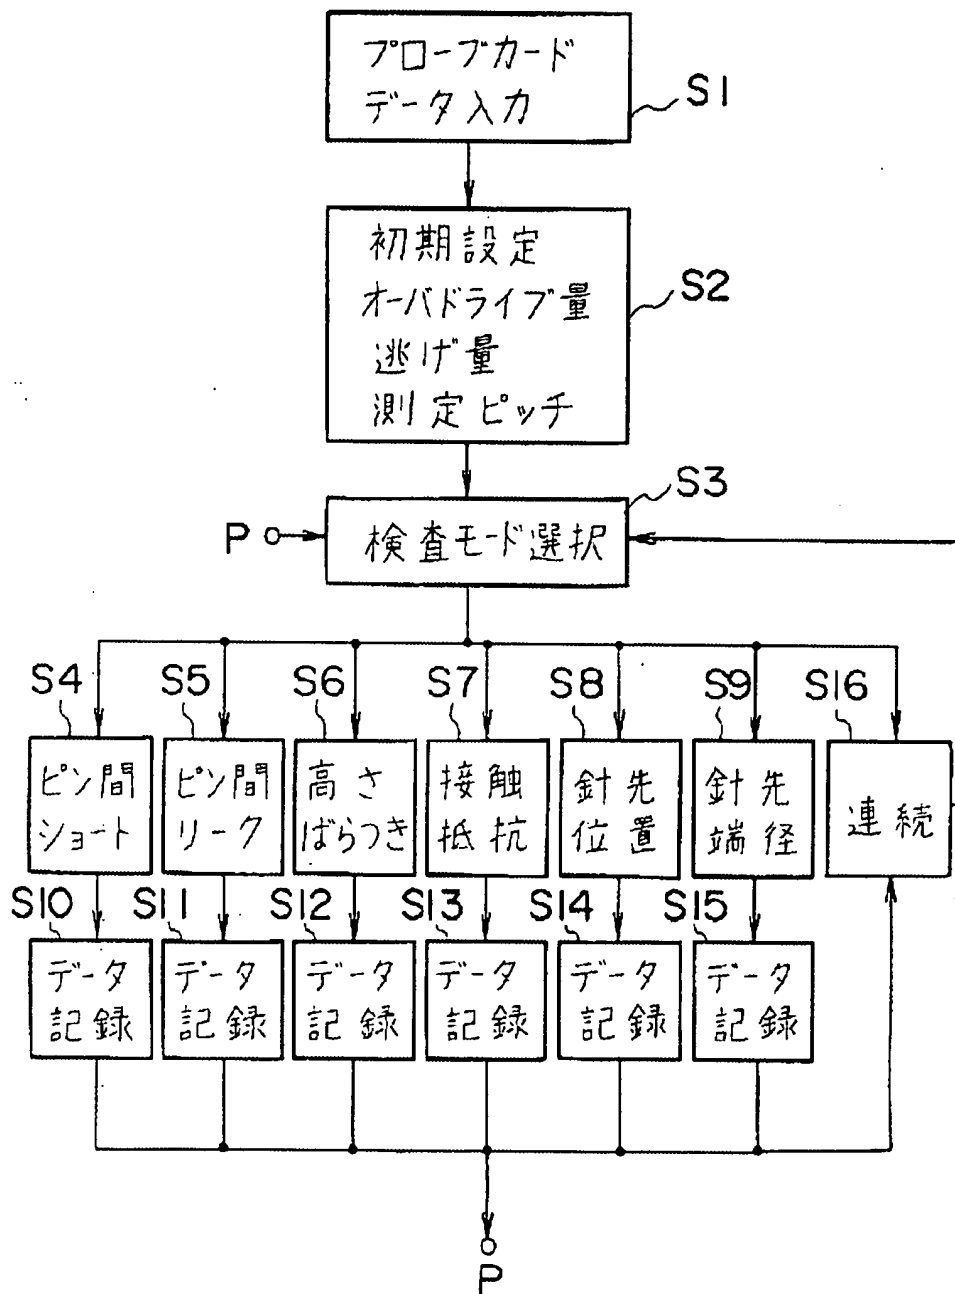 プローブカード
データ入力
S1
初期設定
オーバドライブ量
逃げ量
測定ピッチ
S2
S3
P
検査モード選択
S4
S5
S6
S7
S8
S9
S16
ピン間
ショート
ピン間
リーク
高さ
ばらつき
接触
抵抗
針先
位置
針先
端径
連続
S10
S11
S12
S13
S14
S15
データ
記録
データ
記録
データ
記録
データ
記録
データ
記録
データ
記録
P